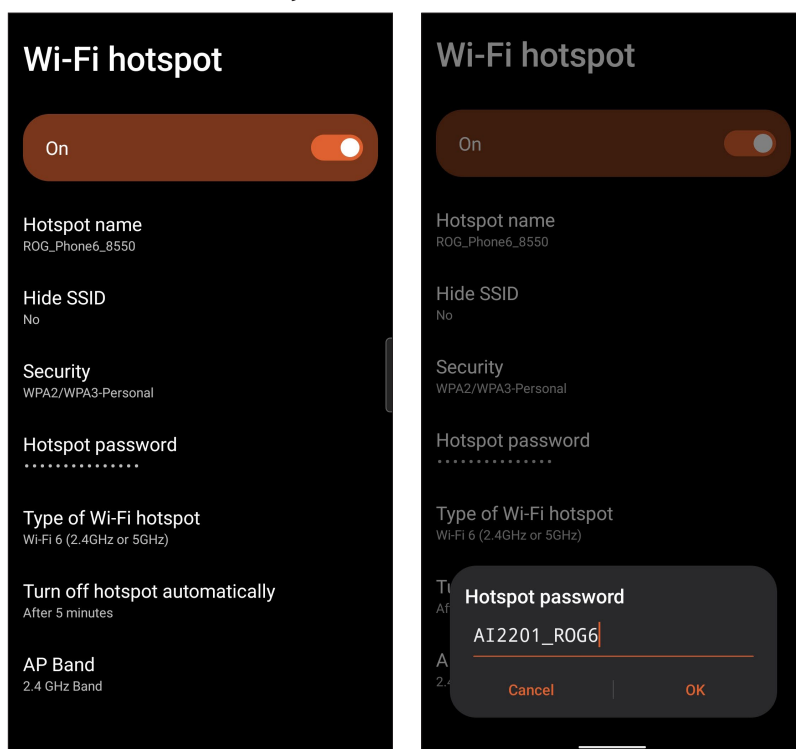 Wi-Fi hotspot
On
Hotspot name
ROG_Phone6_8550
Hide SSID
No
Security
WPA2/WPA3-Personal
Hotspot password
•••••••••••••••
Type of Wi-Fi hotspot
Wi-Fi 6 (2.4GHz or 5GHz)
Turn off hotspot automatically
After 5 minutes
AP Band
2.4 GHz Band
Wi-Fi hotspot
On
Hotspot name
ROG_Phone6_8550
Hide SSID
No
Security
WPA2/WPA3-Personal
Hotspot password
•••••••••••••••
Type of Wi-Fi hotspot
Wi-Fi 6 (2.4GHz or 5GHz)
Hotspot password
AI2201_ROG6
Cancel OK